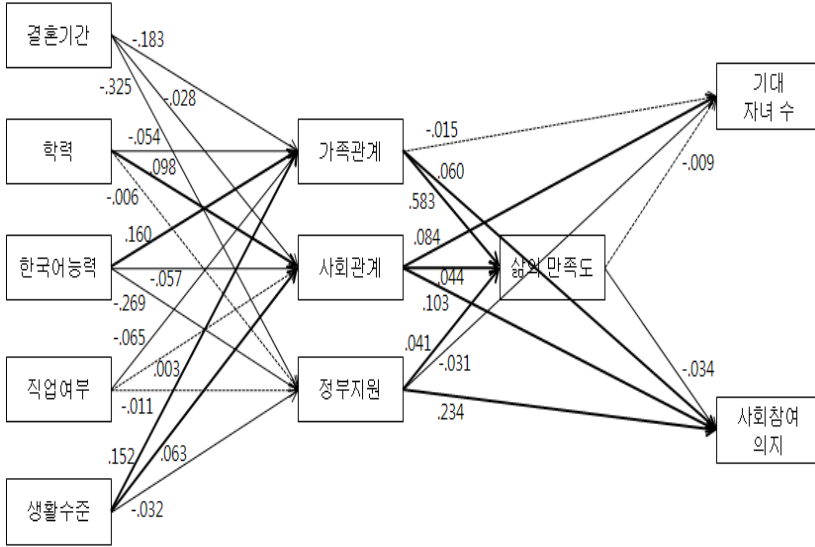 결혼기간
-.183
기대
자녀 수
-.325
-.028
학력
-.054
가족관계
-.015
.098
.060
-.009
-.006
.583
.160
.084
한국어능력
-.057
사회관계
.044
삶의 만족도
-.269
.103
-.065
.041
.003
-.031
-.034
직업여부
-.011
정부지원
.234
사회참여
의지
.152
.063
생활수준
-.032